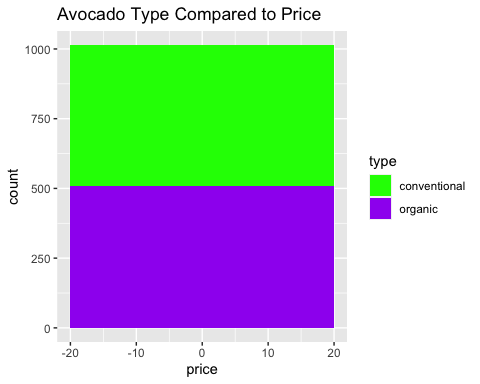 Avocado Type Compared to Price
1000
750
500
250
0
count
-20 -10 0 10 20
price
type
conventional
organic